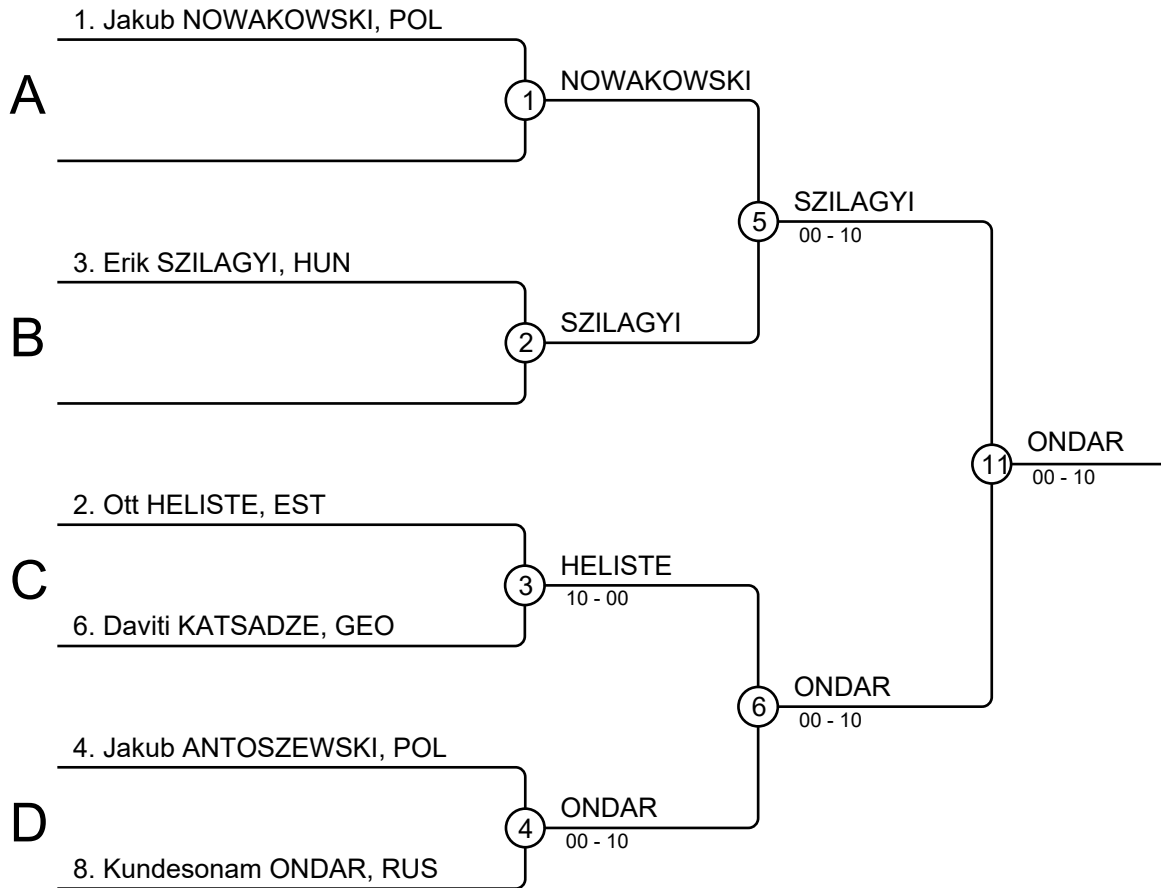 1. Jakub NOWAKOWSKI, POL
A
1
NOWAKOWSKI
5
SZILAGYI
00 - 10
3. Erik SZILAGYI, HUN
B
2
SZILAGYI
11
ONDAR
00 - 10
2. Ott HELISTE, EST
C
3
HELISTE
10 - 00
6. Daviti KATSADZE, GEO
6
ONDAR
00 - 10
4. Jakub ANTOSZEWSKI, POL
D
4
ONDAR
00 - 10
8. Kundesonam ONDAR, RUS